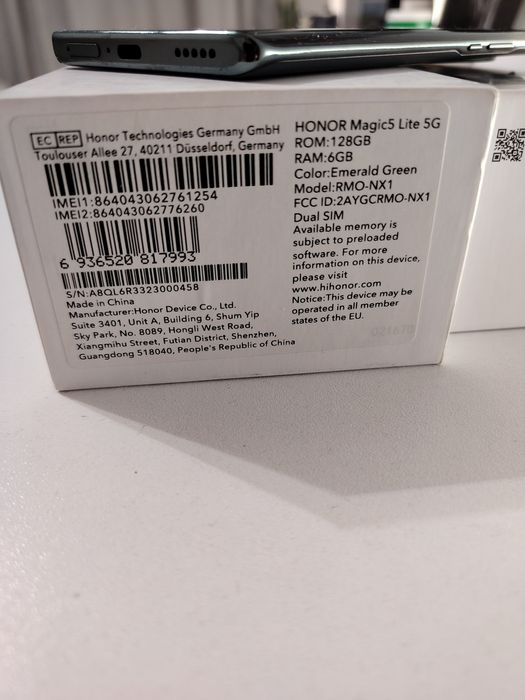 EC REP Honor Technologies Germany GmbH
Toulouser Allee 27, 40211 Düsseldorf, Germany
IMEI1:864043062761254
IMEI2:864043062776260
6 936520 817993
S/N:A8QL6R3323000458
Made in China
Manufacturer:Honor Device Co., Ltd.
Suite 3401, Unit A, Building 6, Shum Yip
Sky Park, No. 8089, Hongli West Road,
Xiangmihu Street, Futian District, Shenzhen,
Guangdong 518040, People's Republic of China
HONOR Magic5 Lite 5G
ROM:128GB
RAM:6GB
Color:Emerald Green
Model:RMO-NX1
FCC ID:2AYGCRMO-NX1
Dual SIM
Available memory is
subject to preloaded
software. For more
information on this device,
please visit
www.hihonor.com
Notice:This device may be
operated in all member
states of the EU.
021670